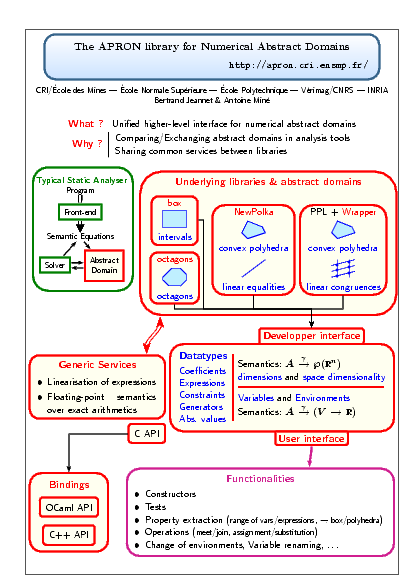 The APRON library for Numerical Abstract Domains
http://apron.cri.ensmp.fr/
CRI/École des Mines — École Normale Supérieure — École Polytechnique — Vérimag/CNRS — INRIA
Bertrand Jeannet & Antoine Miné
What ? Unified higher-level interface for numerical abstract domains
Why ? Comparing/Exchanging abstract domains in analysis tools
Sharing common services between libraries
Typical Static Analyser
Program
Front-end
Semantic Equations
Solver
Abstract
Domain
Underlying libraries & abstract domains
box
intervals
octagons
octagons
NewPolka
convex polyhedra
linear equalities
PPL + Wrapper
convex polyhedra
linear congruences
Developper interface
Generic Services
• Linearisation of expressions
• Floating-point semantics
over exact arithmetics
Datatypes
Coefficients
Expressions
Constraints
Generators
Abs. values
Semantics: A →γ ℘(ℝⁿ)
dimensions and space dimensionality
Variables and Environments
Semantics: A →γ (V → ℝ)
User interface
C API
Bindings
OCaml API
C++ API
Functionalities
• Constructors
• Tests
• Property extraction (range of vars/expressions, → box/polyhedra)
• Operations (meet/join, assignment/substitution)
• Change of environments, Variable renaming, ...